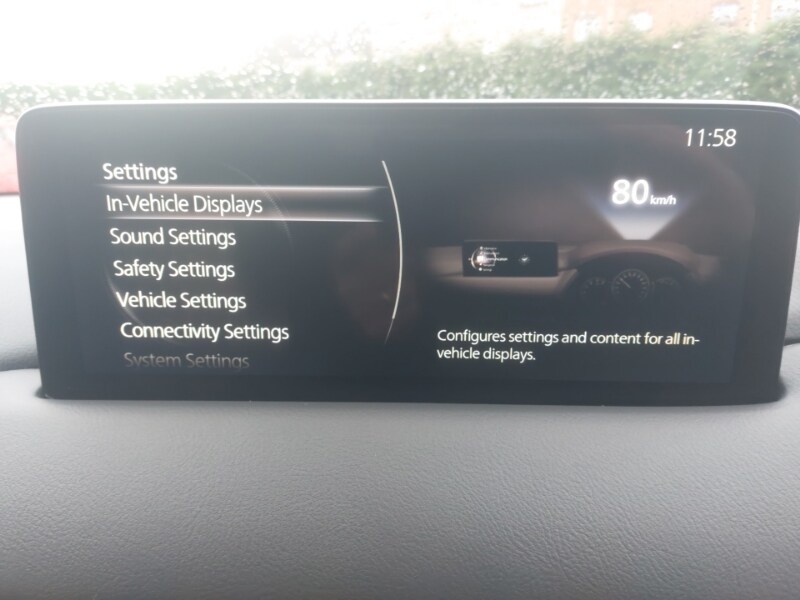 11:58
Settings
In-Vehicle Displays
Sound Settings
Safety Settings
Vehicle Settings
Connectivity Settings
System Settings
80 km/h
Configures settings and content for all in-
vehicle displays.